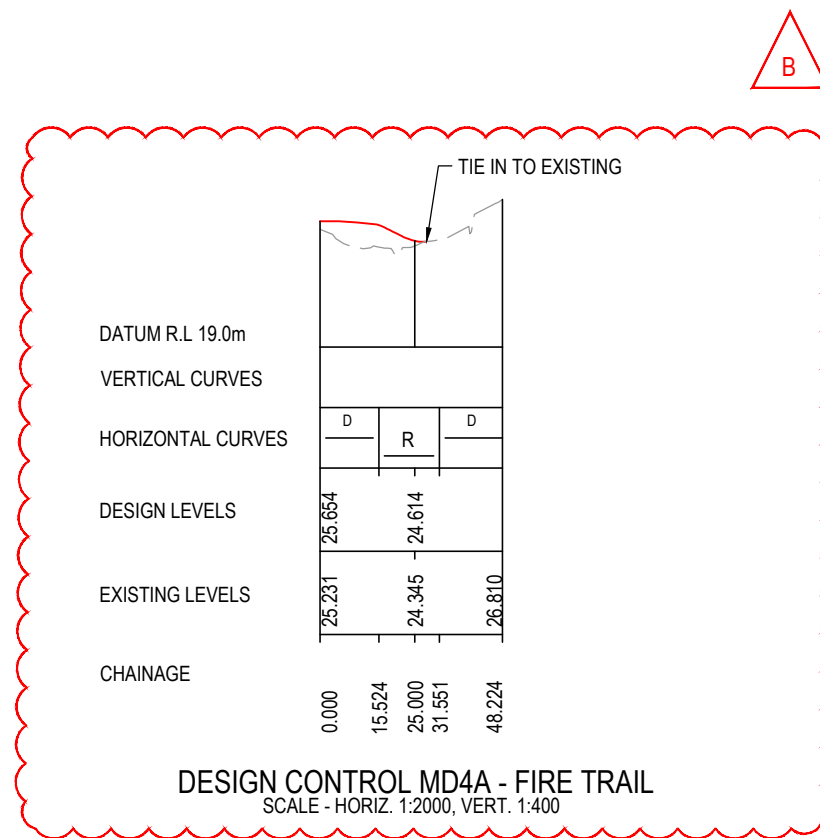 B
TIE IN TO EXISTING
DATUM R.L 19.0m
VERTICAL CURVES
HORIZONTAL CURVES D R D
DESIGN LEVELS 25.654 24.614
EXISTING LEVELS 25.231 24.345 26.810
CHAINAGE 0.000 15.524 25.000 31.551 48.224
DESIGN CONTROL MD4A - FIRE TRAIL
SCALE - HORIZ. 1:2000, VERT. 1:400